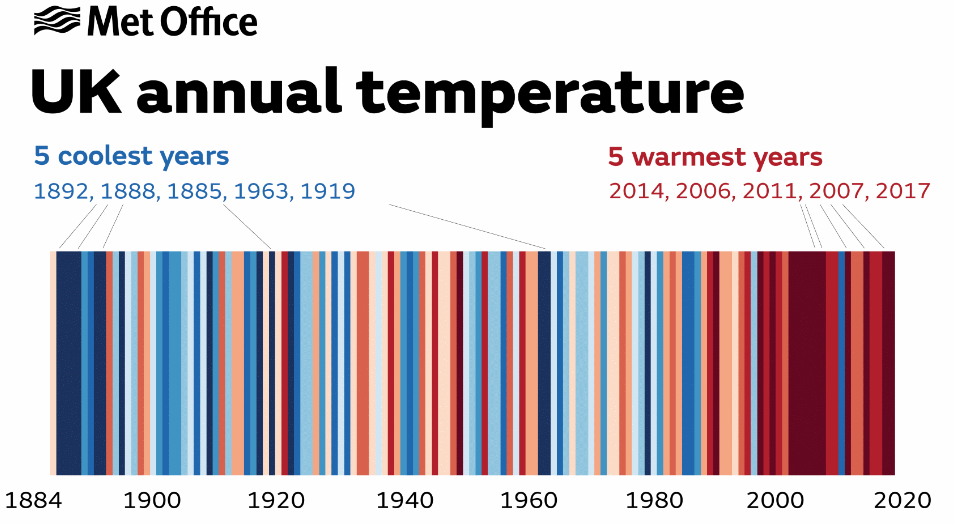 Met Office
UK annual temperature
5 coolest years
1892, 1888, 1885, 1963, 1919
5 warmest years
2014, 2006, 2011, 2007, 2017
1884 1900 1920 1940 1960 1980 2000 2020